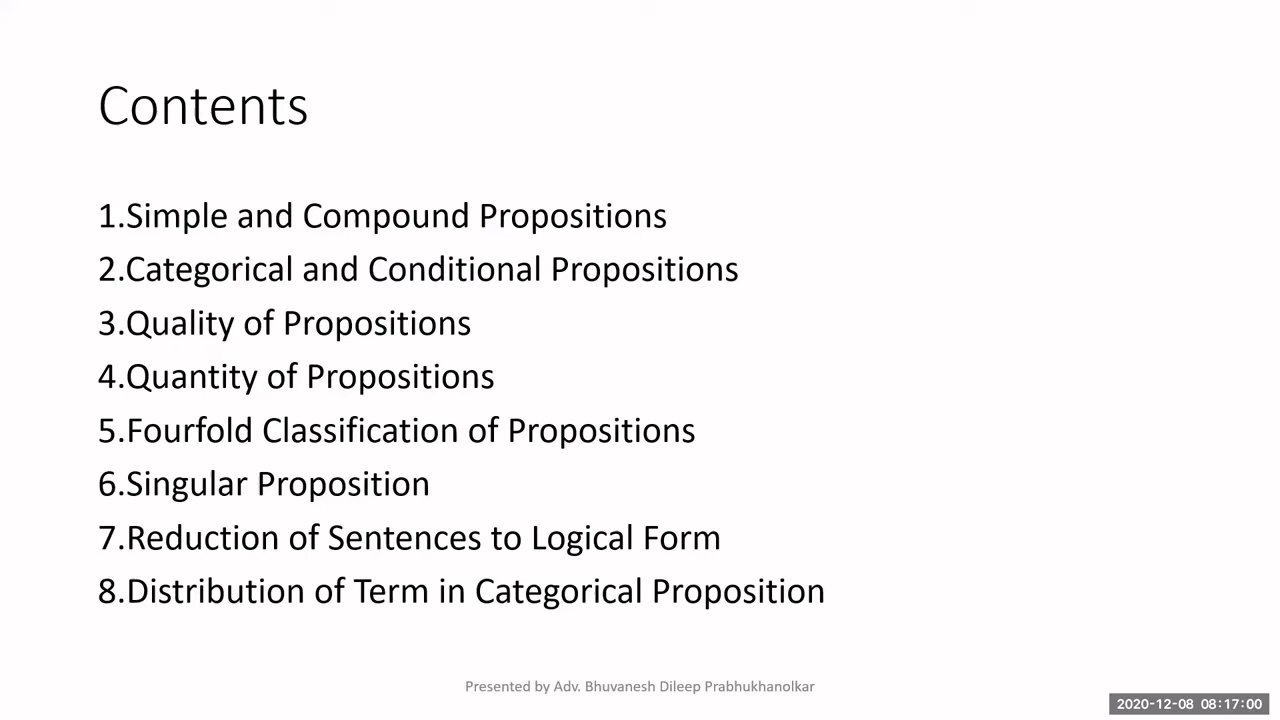 Contents
1.Simple and Compound Propositions
2.Categorical and Conditional Propositions
3.Quality of Propositions
4.Quantity of Propositions
5.Fourfold Classification of Propositions
6.Singular Proposition
7.Reduction of Sentences to Logical Form
8.Distribution of Term in Categorical Proposition
Presented by Adv. Bhuvanesh Dileep Prabhukhanolkar
2020-12-08 08:17:00